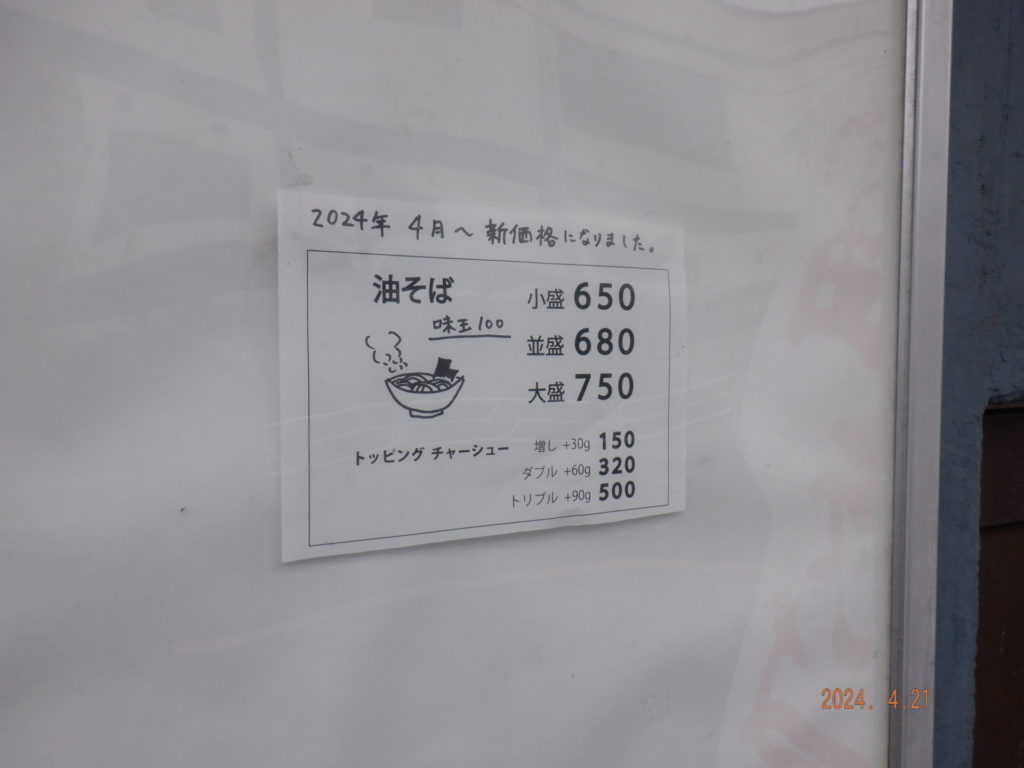 2024年 4月～ 新価格になりました。
油そば
味玉100
小盛 650
並盛 680
大盛 750
トッピング チャーシュー
増し +30g 150
ダブル +60g 320
トリプル +90g 500
2024. 4.21